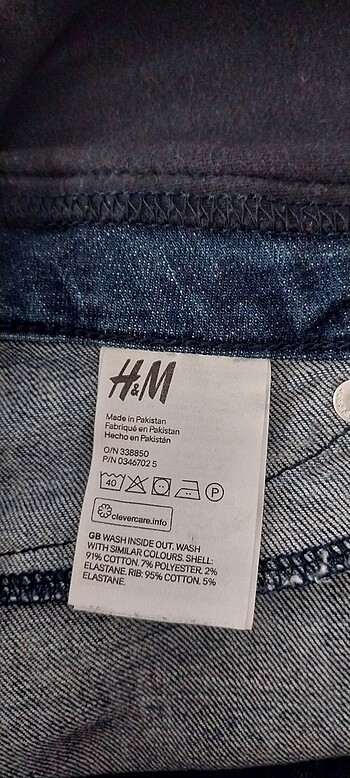 H&M
Made in Pakistan
Fabriqué en Pakistan
Hecho en Pakistán
O/N 338850
P/N 0346702 5
40 P
clevercare.info
GB WASH INSIDE OUT. WASH
WITH SIMILAR COLOURS. SHELL:
91% COTTON. 7% POLYESTER. 2%
ELASTANE. RIB: 95% COTTON. 5%
ELASTANE.